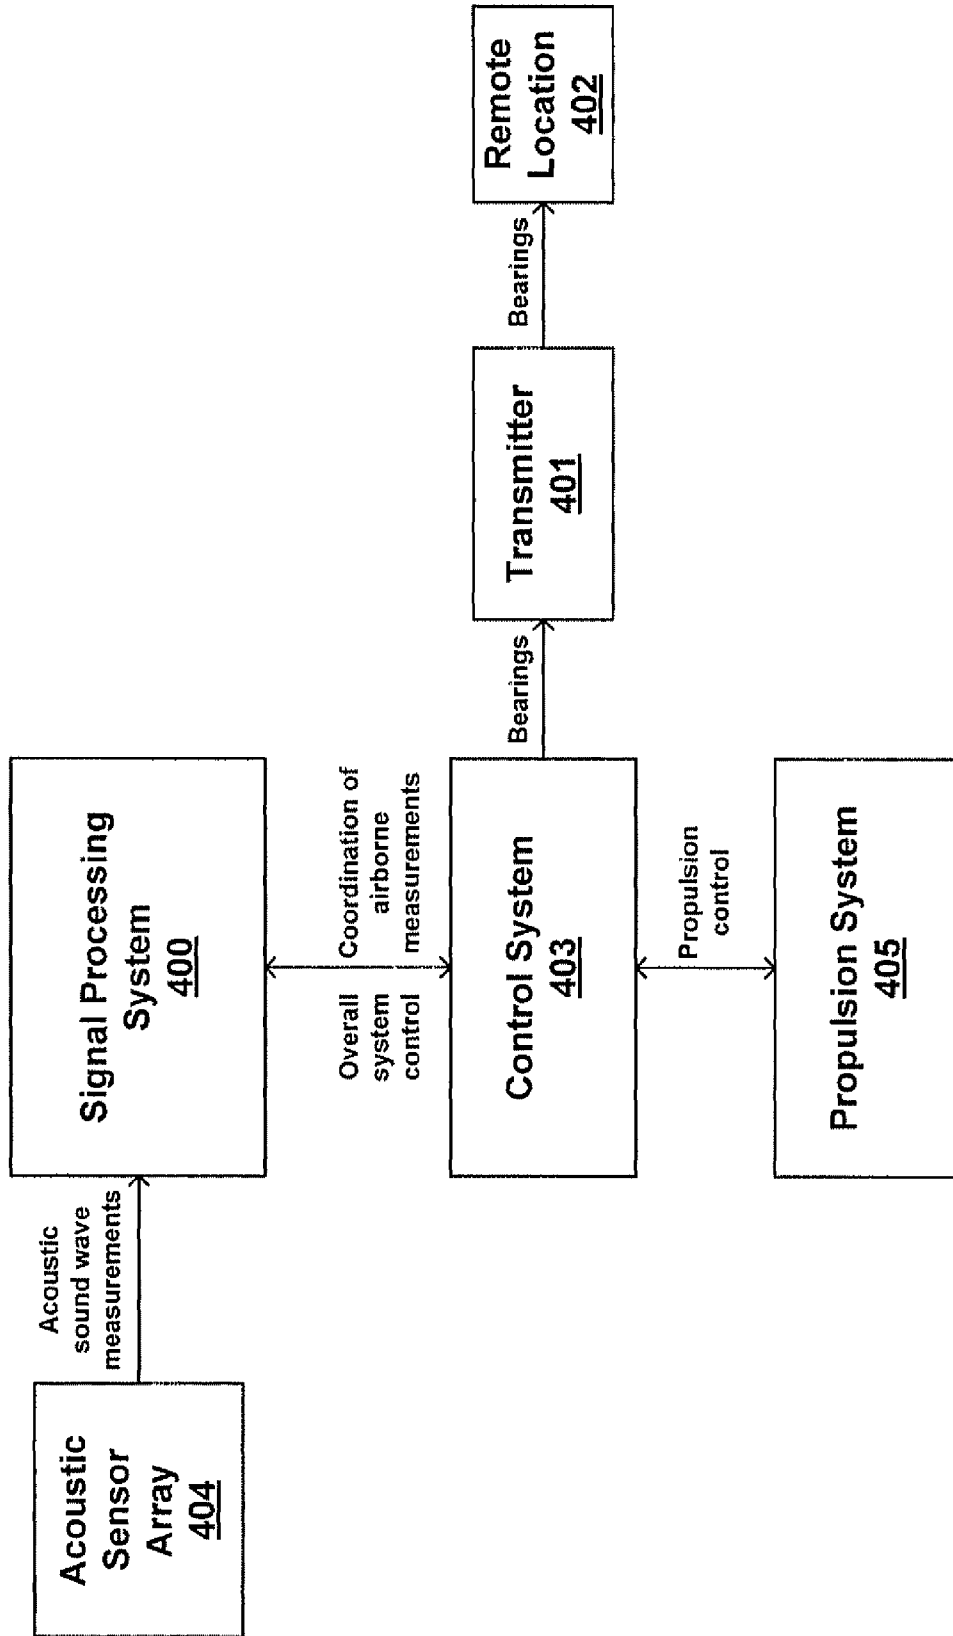 Acoustic
Sensor
Array
404
Acoustic
sound wave
measurements
Signal Processing
System
400
Overall
system
control
Coordination of
airborne
measurements
Control System
403
Bearings
Transmitter
401
Bearings
Remote
Location
402
Propulsion
control
Propulsion System
405